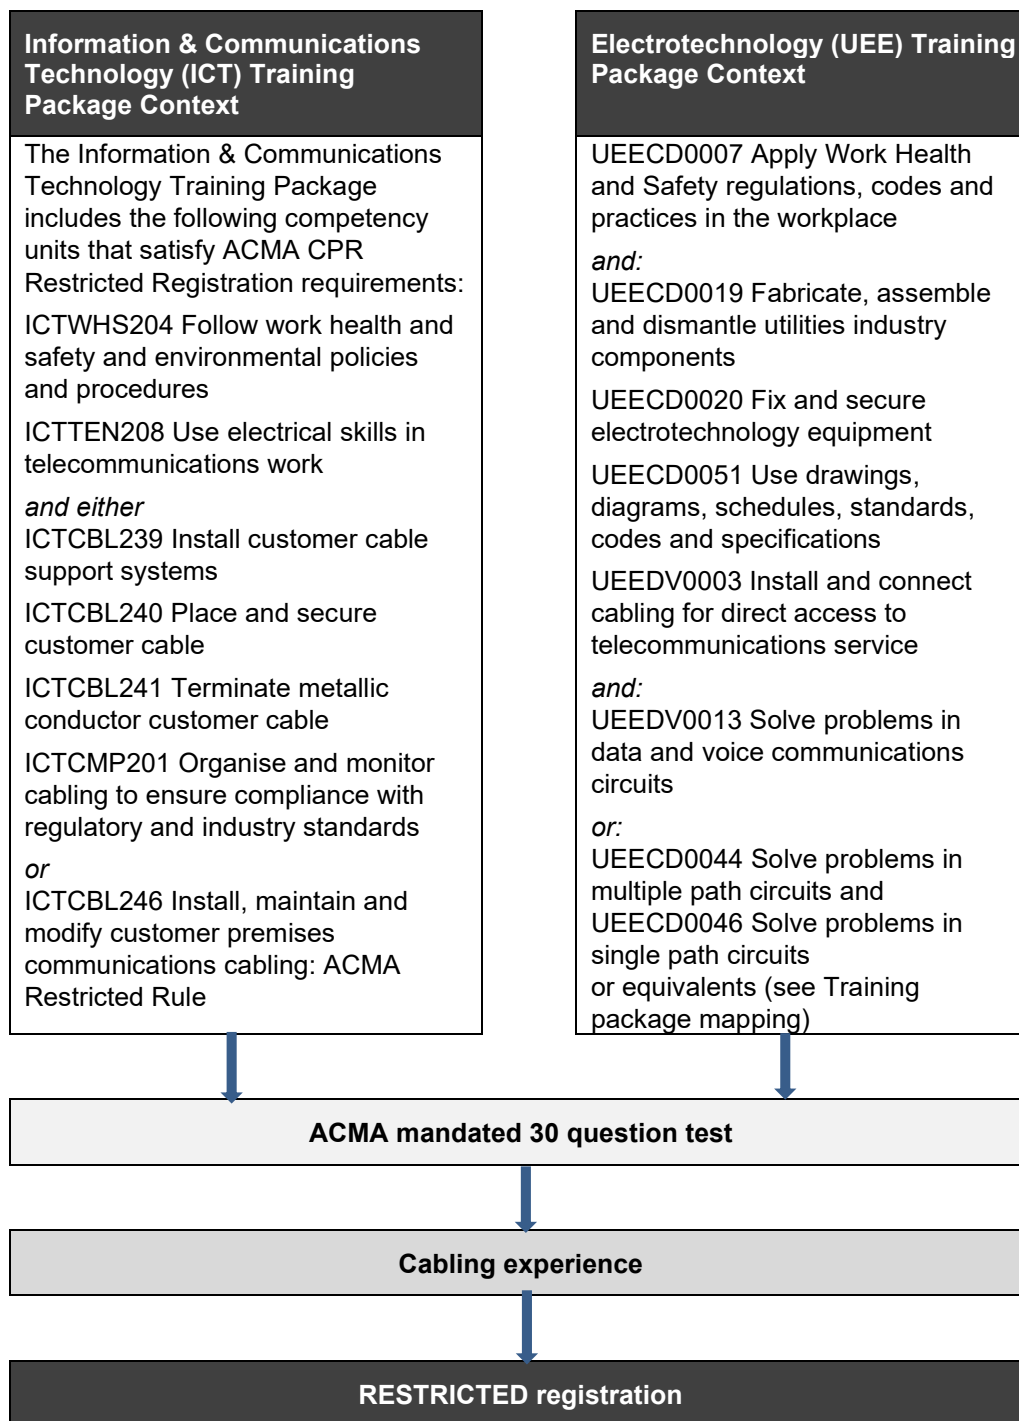 Information & Communications
Technology (ICT) Training
Package Context
The Information & Communications
Technology Training Package
includes the following competency
units that satisfy ACMA CPR
Restricted Registration requirements:
ICTWHS204 Follow work health and
safety and environmental policies
and procedures
ICTTEN208 Use electrical skills in
telecommunications work
and either
ICTCBL239 Install customer cable
support systems
ICTCBL240 Place and secure
customer cable
ICTCBL241 Terminate metallic
conductor customer cable
ICTCMP201 Organise and monitor
cabling to ensure compliance with
regulatory and industry standards
or
ICTCBL246 Install, maintain and
modify customer premises
communications cabling: ACMA
Restricted Rule
Electrotechnology (UEE) Training
Package Context
UEECD0007 Apply Work Health
and Safety regulations, codes and
practices in the workplace
and:
UEECD0019 Fabricate, assemble
and dismantle utilities industry
components
UEECD0020 Fix and secure
electrotechnology equipment
UEECD0051 Use drawings,
diagrams, schedules, standards,
codes and specifications
UEEDV0003 Install and connect
cabling for direct access to
telecommunications service
and:
UEEDV0013 Solve problems in
data and voice communications
circuits
or:
UEECD0044 Solve problems in
multiple path circuits and
UEECD0046 Solve problems in
single path circuits
or equivalents (see Training
package mapping)
ACMA mandated 30 question test
Cabling experience
RESTRICTED registration